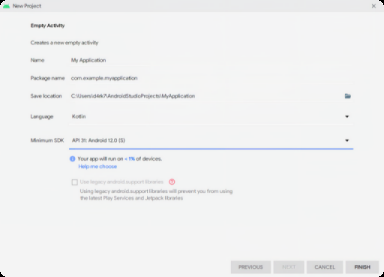 New Project
Empty Activity
Creates a new empty activity
Name My Application
Package name com.example.myapplication
Save location C:\Users\d4rk7\AndroidStudioProjects\MyApplication
Language Kotlin
Minimum SDK API 31: Android 12.0 (S)
Your app will run on < 1% of devices.
Help me choose
Use legacy android.support libraries
Using legacy android.support libraries will prevent you from using
the latest Play Services and Jetpack libraries
PREVIOUS NEXT CANCEL FINISH